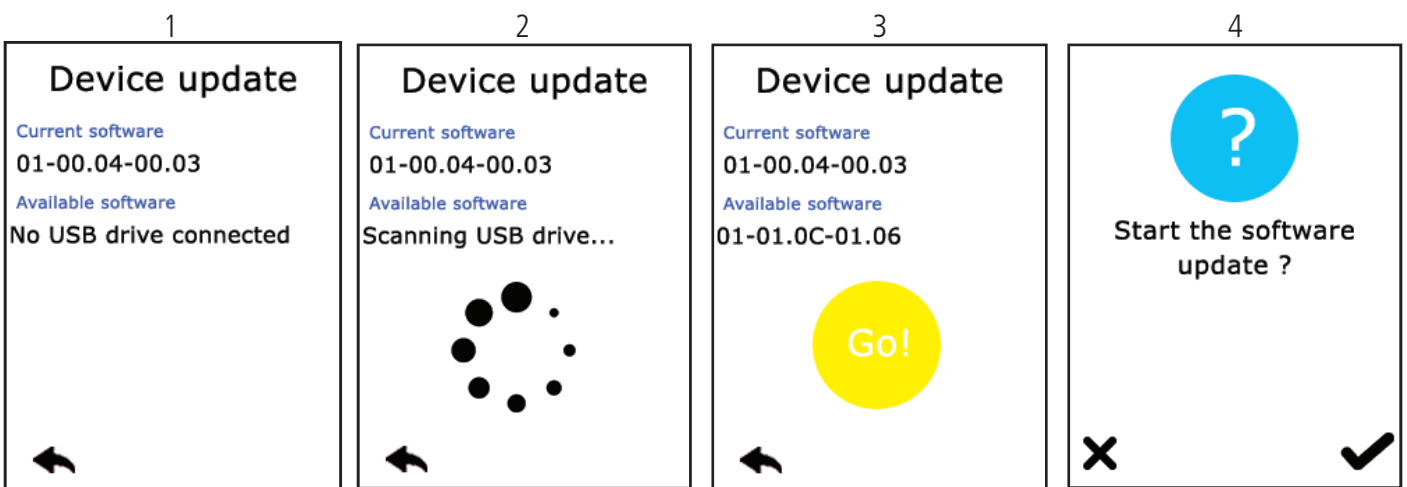 1
Device update
Current software
01-00.04-00.03
Available software
No USB drive connected
2
Device update
Current software
01-00.04-00.03
Available software
Scanning USB drive...
3
Device update
Current software
01-00.04-00.03
Available software
01-01.0C-01.06
Go!
4
?
Start the software
update ?